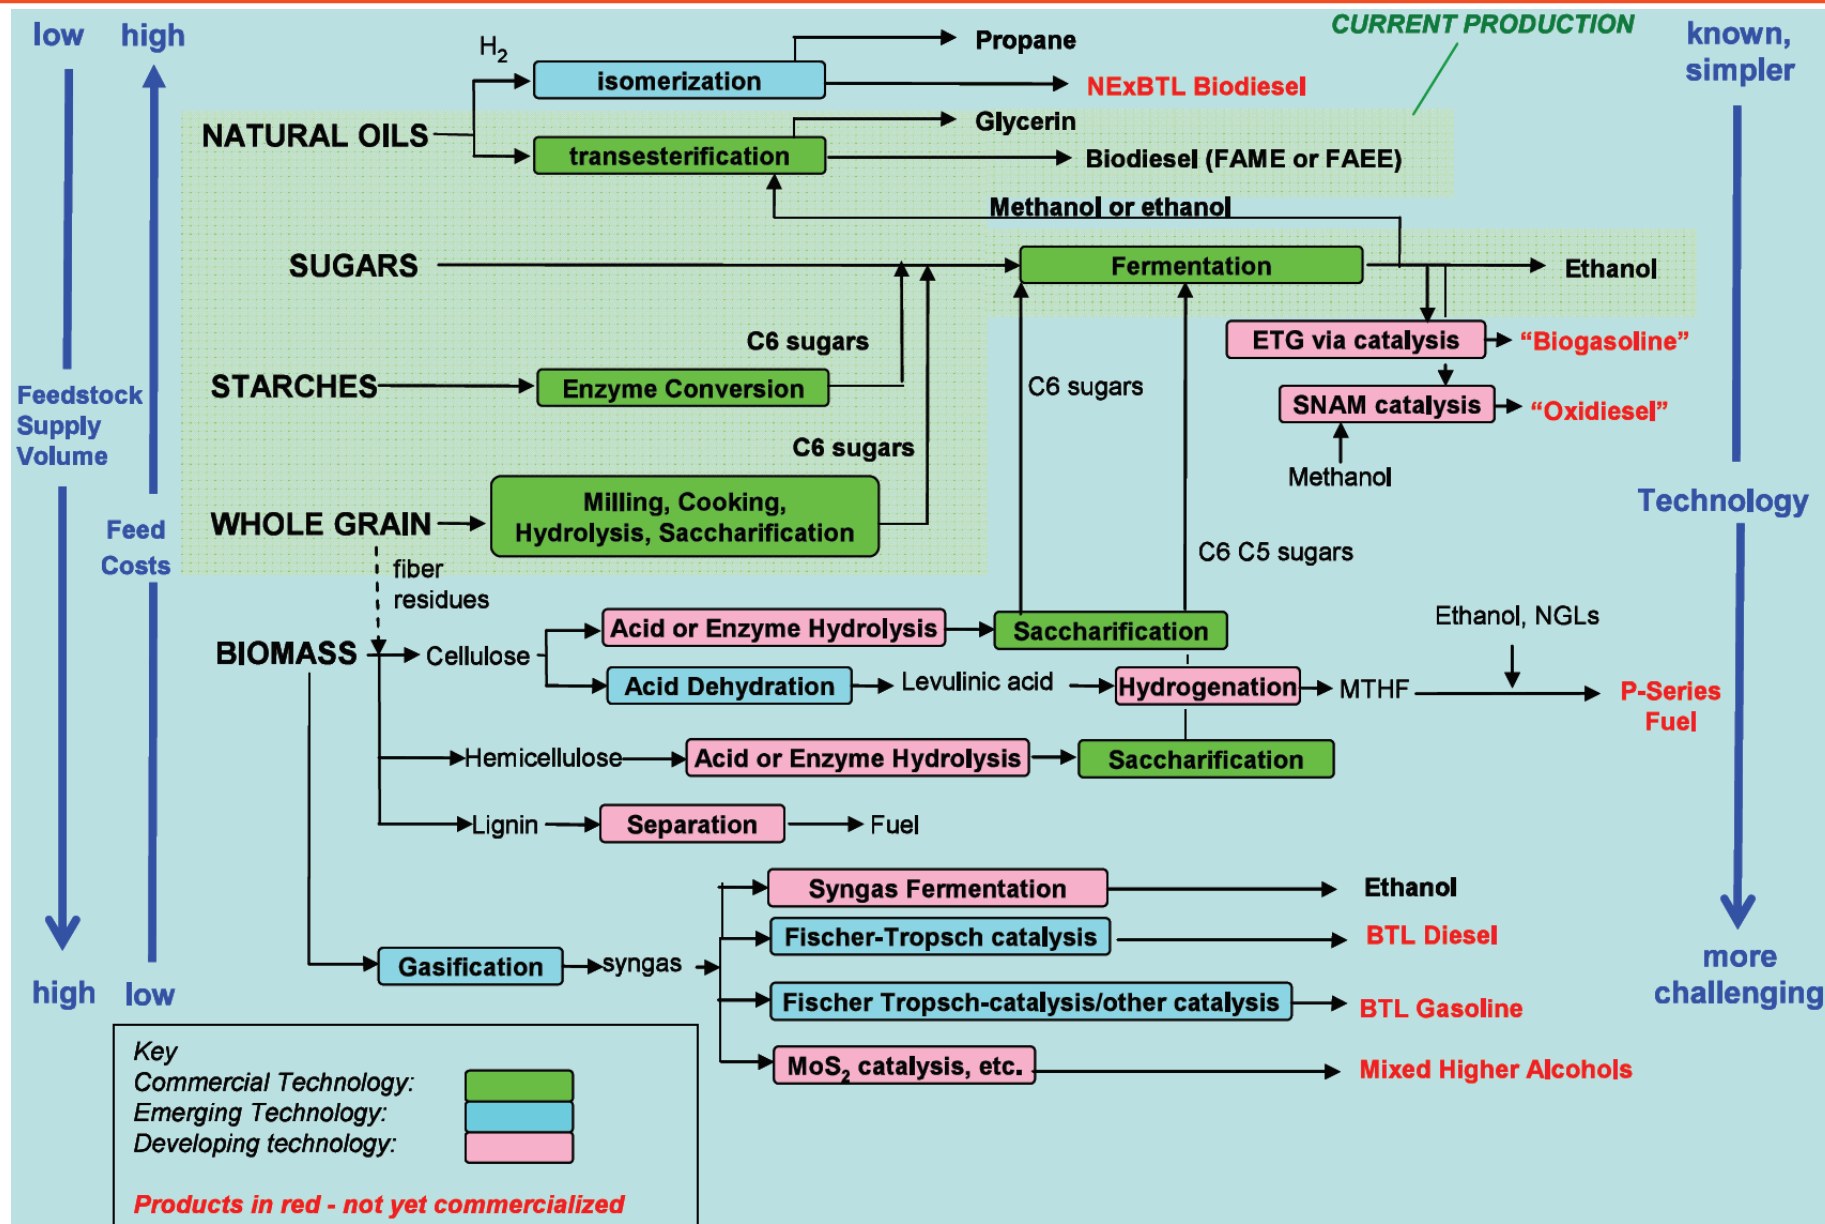 low
high
CURRENT PRODUCTION
known,
simpler
H2
isomerization
Propane
NExBTL Biodiesel
NATURAL OILS
transesterification
Glycerin
Biodiesel (FAME or FAEE)
Methanol or ethanol
SUGARS
Fermentation
Ethanol
C6 sugars
ETG via catalysis
“Biogasoline”
STARCHES
Enzyme Conversion
C6 sugars
SNAM catalysis
“Oxidiesel”
Feedstock
Supply
Volume
C6 sugars
Methanol
Technology
WHOLE GRAIN
Milling, Cooking,
Hydrolysis, Saccharification
Feed
Costs
C6 C5 sugars
fiber
residues
Ethanol, NGLs
BIOMASS
Cellulose
Acid or Enzyme Hydrolysis
Saccharification
Acid Dehydration
Levulinic acid
Hydrogenation
MTHF
P-Series
Fuel
Hemicellulose
Acid or Enzyme Hydrolysis
Saccharification
Lignin
Separation
Fuel
Syngas Fermentation
Ethanol
Fischer-Tropsch catalysis
BTL Diesel
Gasification
syngas
Fischer Tropsch-catalysis/other catalysis
BTL Gasoline
MoS2 catalysis, etc.
Mixed Higher Alcohols
high
low
more
challenging
Key
Commercial Technology:
Emerging Technology:
Developing technology:
Products in red - not yet commercialized